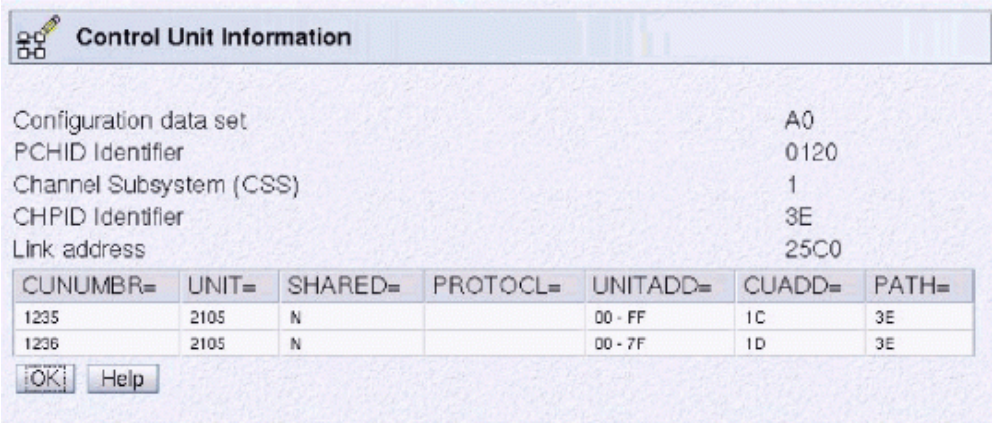 Control Unit Information
Configuration data set A0
PCHID Identifier 0120
Channel Subsystem (CSS) 1
CHPID Identifier 3E
Link address 25C0
CUNUMBR= UNIT= SHARED= PROTOCL= UNITADD= CUADD= PATH=
1235 2105 N 00 - FF 1C 3E
1236 2105 N 00 - 7F 1D 3E
OK Help